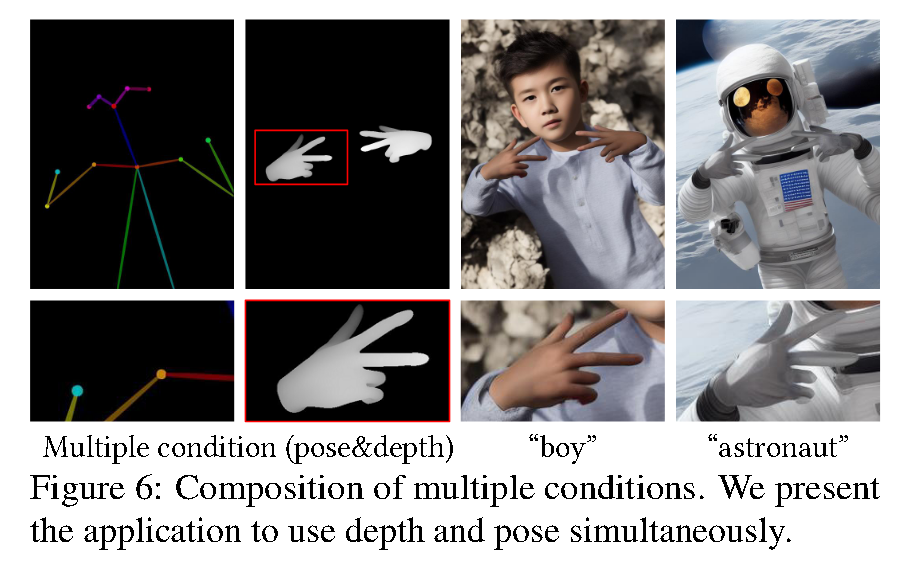 Multiple condition (pose&depth) “boy” “astronaut”
Figure 6: Composition of multiple conditions. We present
the application to use depth and pose simultaneously.